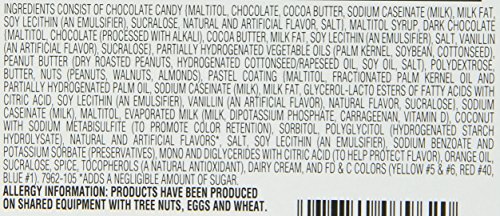 INGREDIENTS CONSIST OF CHOCOLATE CANDY (MALTITOL CHOCOLATE, COCOA BUTTER, SODIUM CASEINATE (MILK), MILK FAT,
SOY LECITHIN (AN EMULSIFIER), SUCRALOSE, NATURAL AND ARTIFICIAL FLAVOR, SALT, MALTITOL SYRUP, DARK CHOCOLATE
(MALTITOL, CHOCOLATE (PROCESSED WITH ALKALI), COCOA BUTTER, MILK FAT, SOY LECITHIN (AN EMULSIFIER), SALT, VANILLIN
(AN ARTIFICIAL FLAVOR), SUCRALOSE), PARTIALLY HYDROGENATED VEGETABLE OILS (PALM KERNEL, SOYBEAN, COTTONSEED),
PEANUT BUTTER (DRY ROASTED PEANUTS, HYDROGENATED COTTONSEED/RAPESEED OIL, SOY OIL, SALT), POLYDEXTROSE,
BUTTER, NUTS (PEANUTS, WALNUTS, ALMONDS), PASTEL COATING (MALTITOL, FRACTIONATED PALM KERNEL OIL AND
PARTIALLY HYDROGENATED PALM OIL, SODIUM CASEINATE (MILK), MILK FAT, GLYCEROL-LACTO ESTERS OF FATTY ACIDS WITH
CITRIC ACID, SOY LECITHIN (AN EMULSIFIER), VANILLIN (AN ARTIFICIAL FLAVOR), NATURAL FLAVOR, SUCRALOSE), SODIUM
CASEINATE (MILK), MALTITOL, EVAPORATED MILK (MILK, DIPOTASSIUM PHOSPHATE, CARRAGEENAN, VITAMIN D), COCONUT
WITH SODIUM METABISULFITE (TO PROMOTE COLOR RETENTION), SORBITOL, POLYGLYCITOL (HYDROGENATED STARCH
HYDROLYSATE), NATURAL AND ARTIFICIAL FLAVORS*, SALT, SOY LECITHIN (AN EMULSIFIER), SODIUM BENZOATE AND
POTASSIUM SORBATE (PRESERVATIVES), MONO AND DIGLYCERIDES WITH CITRIC ACID (TO HELP PROTECT FLAVOR), ORANGE OIL,
SUCRALOSE, SPICE, TOCOPHEROLS (A NATURAL ANTIOXIDANT), DAIRY CREAM, AND FD & C COLORS (YELLOW #5 & #6, RED #40,
BLUE #1). 7962-105 *ADDS A NEGLIGIBLE AMOUNT OF SUGAR.
ALLERGY INFORMATION: PRODUCTS HAVE BEEN PRODUCED
ON SHARED EQUIPMENT WITH TREE NUTS, EGGS AND WHEAT.